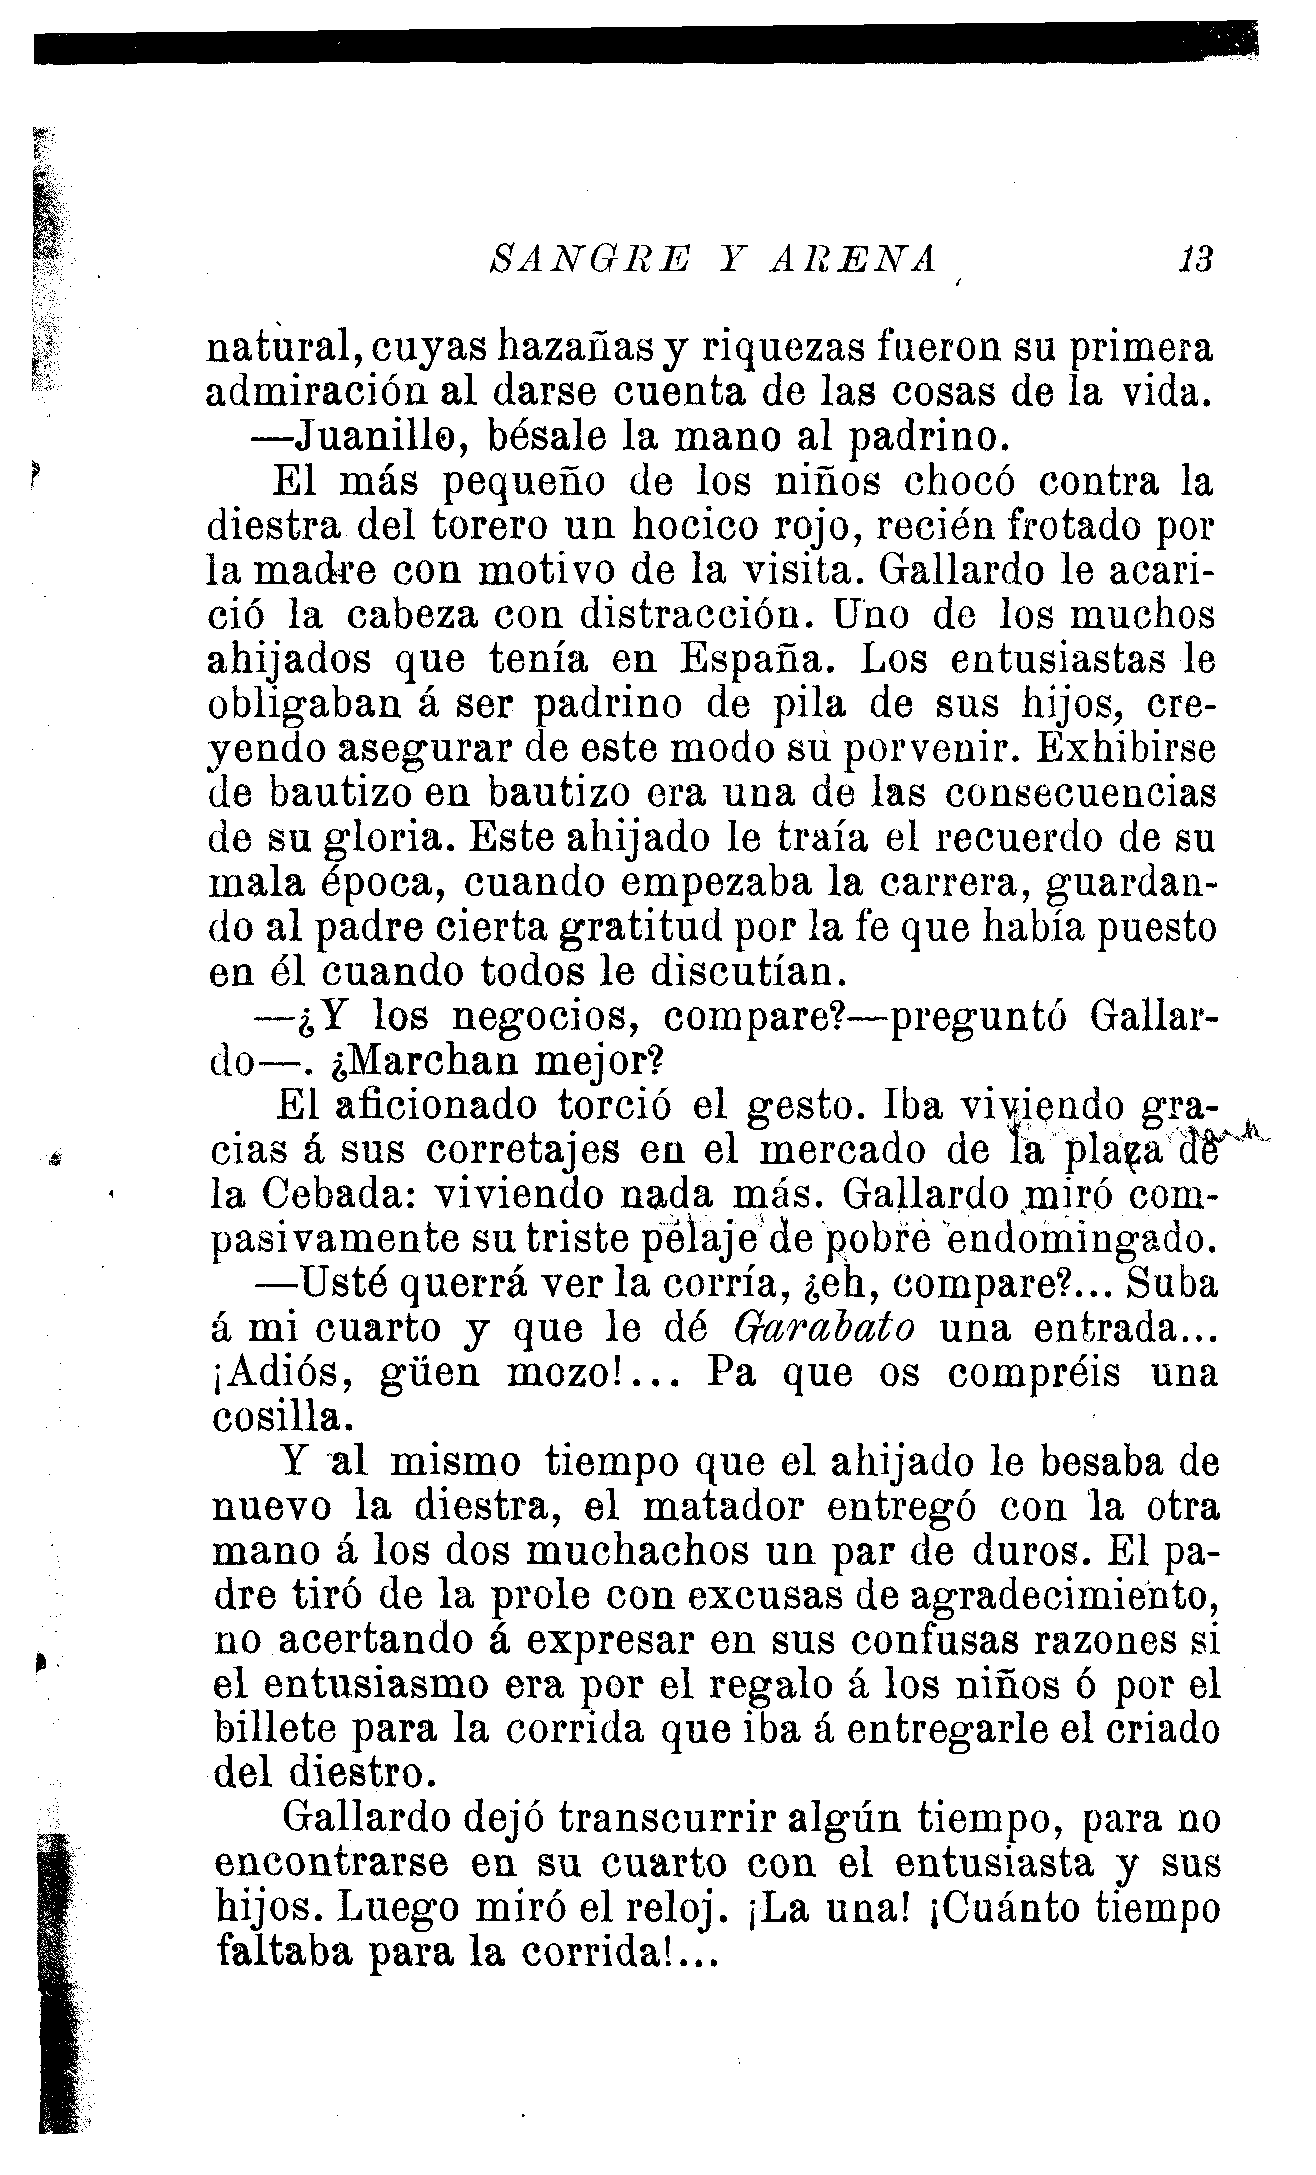 SANGRE Y ARENA 13
natural, cuyas hazañas y riquezas fueron su primera
admiración al darse cuenta de las cosas de la vida.
—Juanillo, bésale la mano al padrino.
El más pequeño de los niños chocó contra la
diestra del torero un hocico rojo, recién frotado por
la madre con motivo de la visita. Gallardo le acari-
ció la cabeza con distracción. Uno de los muchos
ahijados que tenía en España. Los entusiastas le
obligaban á ser padrino de pila de sus hijos, cre-
yendo asegurar de este modo su porvenir. Exhibirse
de bautizo en bautizo era una de las consecuencias
de su gloria. Este ahijado le traía el recuerdo de su
mala época, cuando empezaba la carrera, guardan-
do al padre cierta gratitud por la fe que había puesto
en él cuando todos le discutían.
—¿Y los negocios, compare?—preguntó Gallar-
do—. ¿Marchan mejor?
El aficionado torció el gesto. Iba viviendo gra-
cias á sus corretajes en el mercado de la plaza de
la Cebada: viviendo nada más. Gallardo miró com-
pasivamente su triste pelaje de pobre endomingado.
—Usté querrá ver la corría, ¿eh, compare?... Suba
á mi cuarto y que le dé Garabato una entrada...
¡Adiós, güen mozo!... Pa que os compréis una
cosilla.
Y al mismo tiempo que el ahijado le besaba de
nuevo la diestra, el matador entregó con la otra
mano á los dos muchachos un par de duros. El pa-
dre tiró de la prole con excusas de agradecimiento,
no acertando á expresar en sus confusas razones si
el entusiasmo era por el regalo á los niños ó por el
billete para la corrida que iba á entregarle el criado
del diestro.
Gallardo dejó transcurrir algún tiempo, para no
encontrarse en su cuarto con el entusiasta y sus
hijos. Luego miró el reloj. ¡La una! ¡Cuánto tiempo
faltaba para la corrida!...